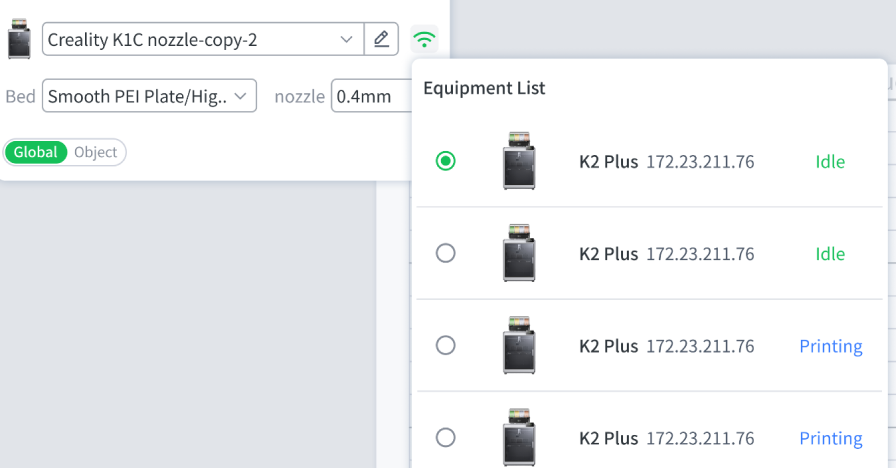 Creality K1C nozzle-copy-2
Bed Smooth PEI Plate/Hig.. nozzle 0.4mm
Global Object
Equipment List
K2 Plus 172.23.211.76 Idle
K2 Plus 172.23.211.76 Idle
K2 Plus 172.23.211.76 Printing
K2 Plus 172.23.211.76 Printing